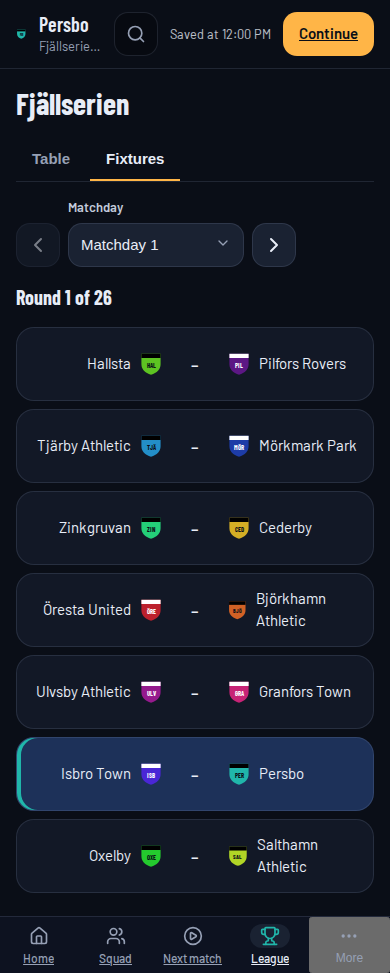 Persbo
Fjällserie...
Saved at 12:00 PM
Continue
Fjällserien
Table
Fixtures
Matchday
Matchday 1
Round 1 of 26
Hallsta HAL - PIL Pilfors Rovers
Tjärby Athletic TJÄ - MÖR Mörkmark Park
Zinkgruvan ZIN - CED Cederby
Öresta United ÖRE - BJÖ Björkhamn
Athletic
Ulvsby Athletic ULV - GRA Granfors Town
Isbro Town ISB - PER Persbo
Oxelby OXE - SAL Salthamn
Athletic
Home
Squad
Next match
League
More